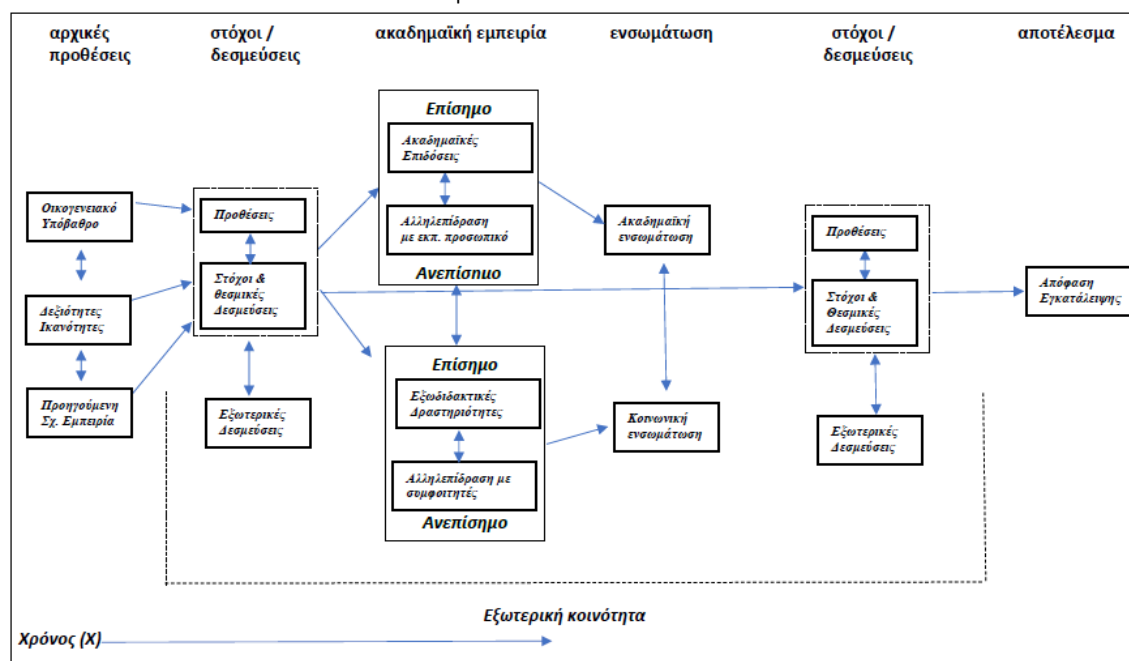 αρχικές
προθέσεις
στόχοι /
δεσμεύσεις
ακαδημαϊκή εμπειρία
ενσωμάτωση
στόχοι /
δεσμεύσεις
αποτέλεσμα
Οικογενειακό
Υπόβαθρο
Δεξιότητες
Ικανότητες
Προηγούμενη
Σχ. Εμπειρία
Προθέσεις
Στόχοι &
θεσμικές
Δεσμεύσεις
Εξωτερικές
Δεσμεύσεις
Επίσημο
Ακαδημαϊκές
Επιδόσεις
Αλληλεπίδραση
με εκπ. προσωπικό
Ανεπίσημο
Επίσημο
Εξωδιδακτικές
Δραστηριότητες
Αλληλεπίδραση με
συμφοιτητές
Ανεπίσημο
Ακαδημαϊκή
ενσωμάτωση
Κοινωνική
ενσωμάτωση
Προθέσεις
Στόχοι &
Θεσμικές
Δεσμεύσεις
Εξωτερικές
Δεσμεύσεις
Απόφαση
Εγκατάλειψης
Εξωτερική κοινότητα
Χρόνος (Χ)